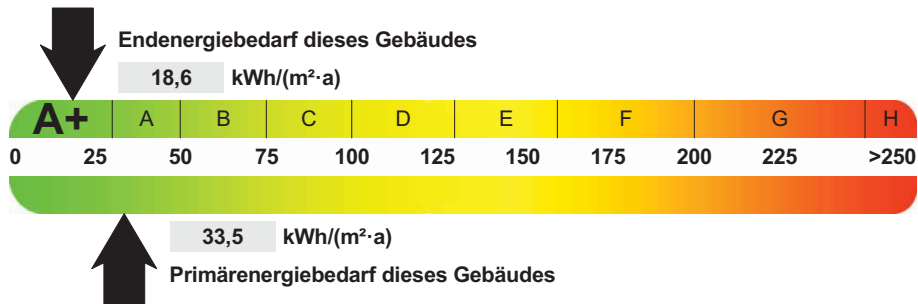 Endenergiebedarf dieses Gebäudes
18,6 kWh/(m²·a)
A+ A B C D E F G H
0 25 50 75 100 125 150 175 200 225 >250
33,5 kWh/(m²·a)
Primärenergiebedarf dieses Gebäudes